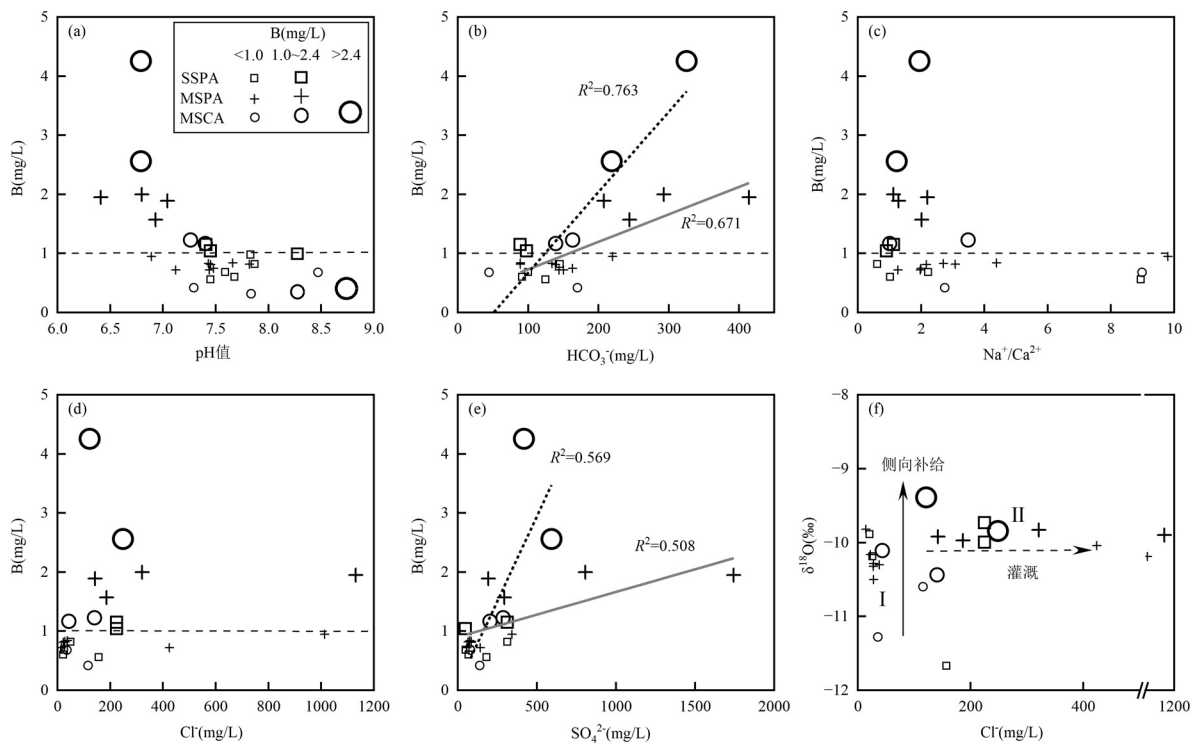 (a)
B(mg/L)
<1.0 1.0~2.4 >2.4
SSPA
MSPA
MSCA
5
4
3
2
1
0
B(mg/L)
6.0 6.5 7.0 7.5 8.0 8.5 9.0
pH值
(b)
R²=0.763
R²=0.671
5
4
3
2
1
0
B(mg/L)
0 100 200 300 400
HCO₃⁻(mg/L)
(c)
5
4
3
2
1
0
B(mg/L)
0 2 4 6 8 10
Na⁺/Ca²⁺
(d)
5
4
3
2
1
0
B(mg/L)
0 200 400 600 800 1000 1200
Cl⁻(mg/L)
(e)
R²=0.569
R²=0.508
5
4
3
2
1
0
B(mg/L)
0 500 1000 1500 2000
SO₄²⁻(mg/L)
(f)
侧向补给
II
灌溉
I
−8
−9
−10
−11
−12
δ¹⁸O(‰)
0 200 400 1200
Cl⁻(mg/L)